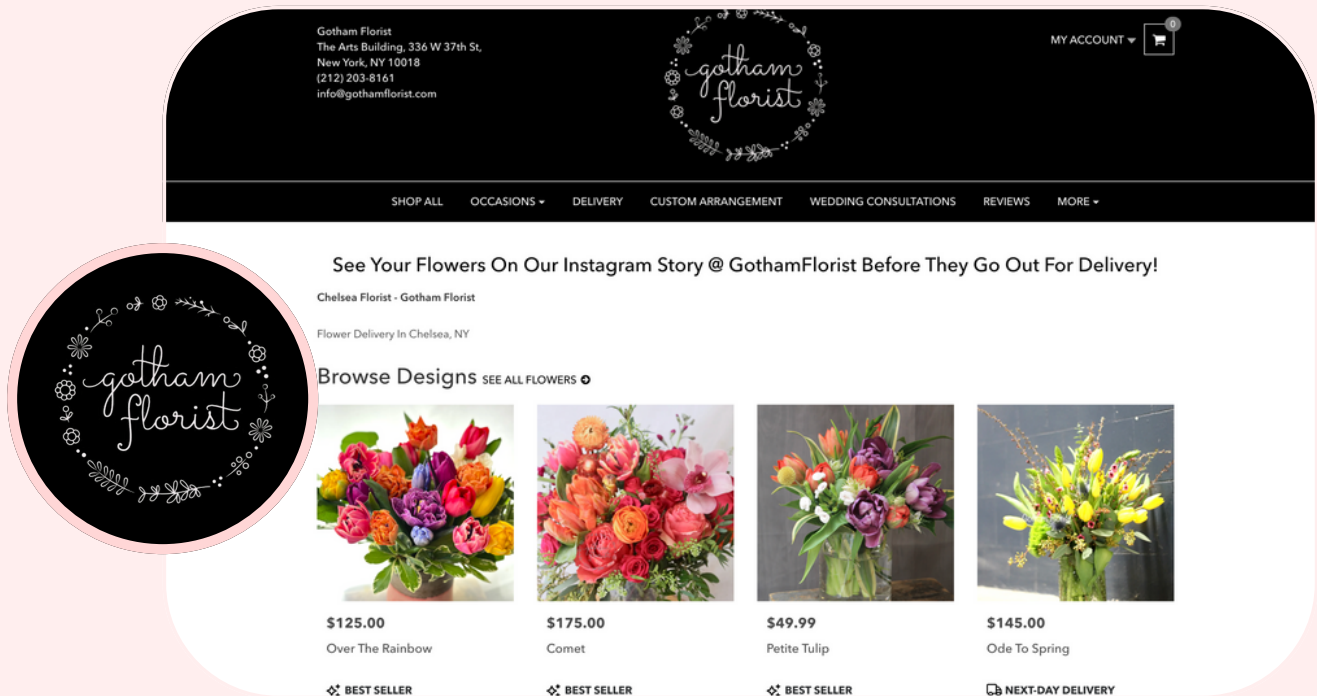 Gotham Florist
The Arts Building, 336 W 37th St,
New York, NY 10018
(212) 203-8161
info@gothamflorist.com
gotham
florist
MY ACCOUNT
0
SHOP ALL OCCASIONS DELIVERY CUSTOM ARRANGEMENT WEDDING CONSULTATIONS REVIEWS MORE
See Your Flowers On Our Instagram Story @ GothamFlorist Before They Go Out For Delivery!
Chelsea Florist - Gotham Florist
Flower Delivery In Chelsea, NY
gotham
florist
Browse Designs SEE ALL FLOWERS
$125.00 $175.00 $49.99 $145.00
Over The Rainbow Comet Petite Tulip Ode To Spring
BEST SELLER BEST SELLER BEST SELLER NEXT-DAY DELIVERY